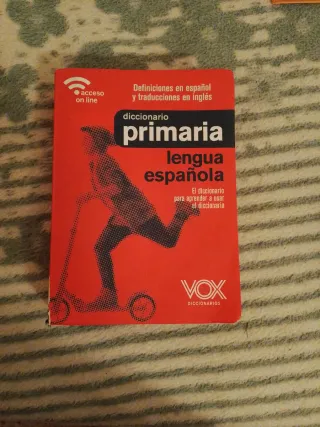 acceso
on line
Definiciones en español
y traducciones en inglés
diccionario
primaria
lengua
española
El diccionario
para aprender a usar
el diccionario
VOX
DICCIONARIOS